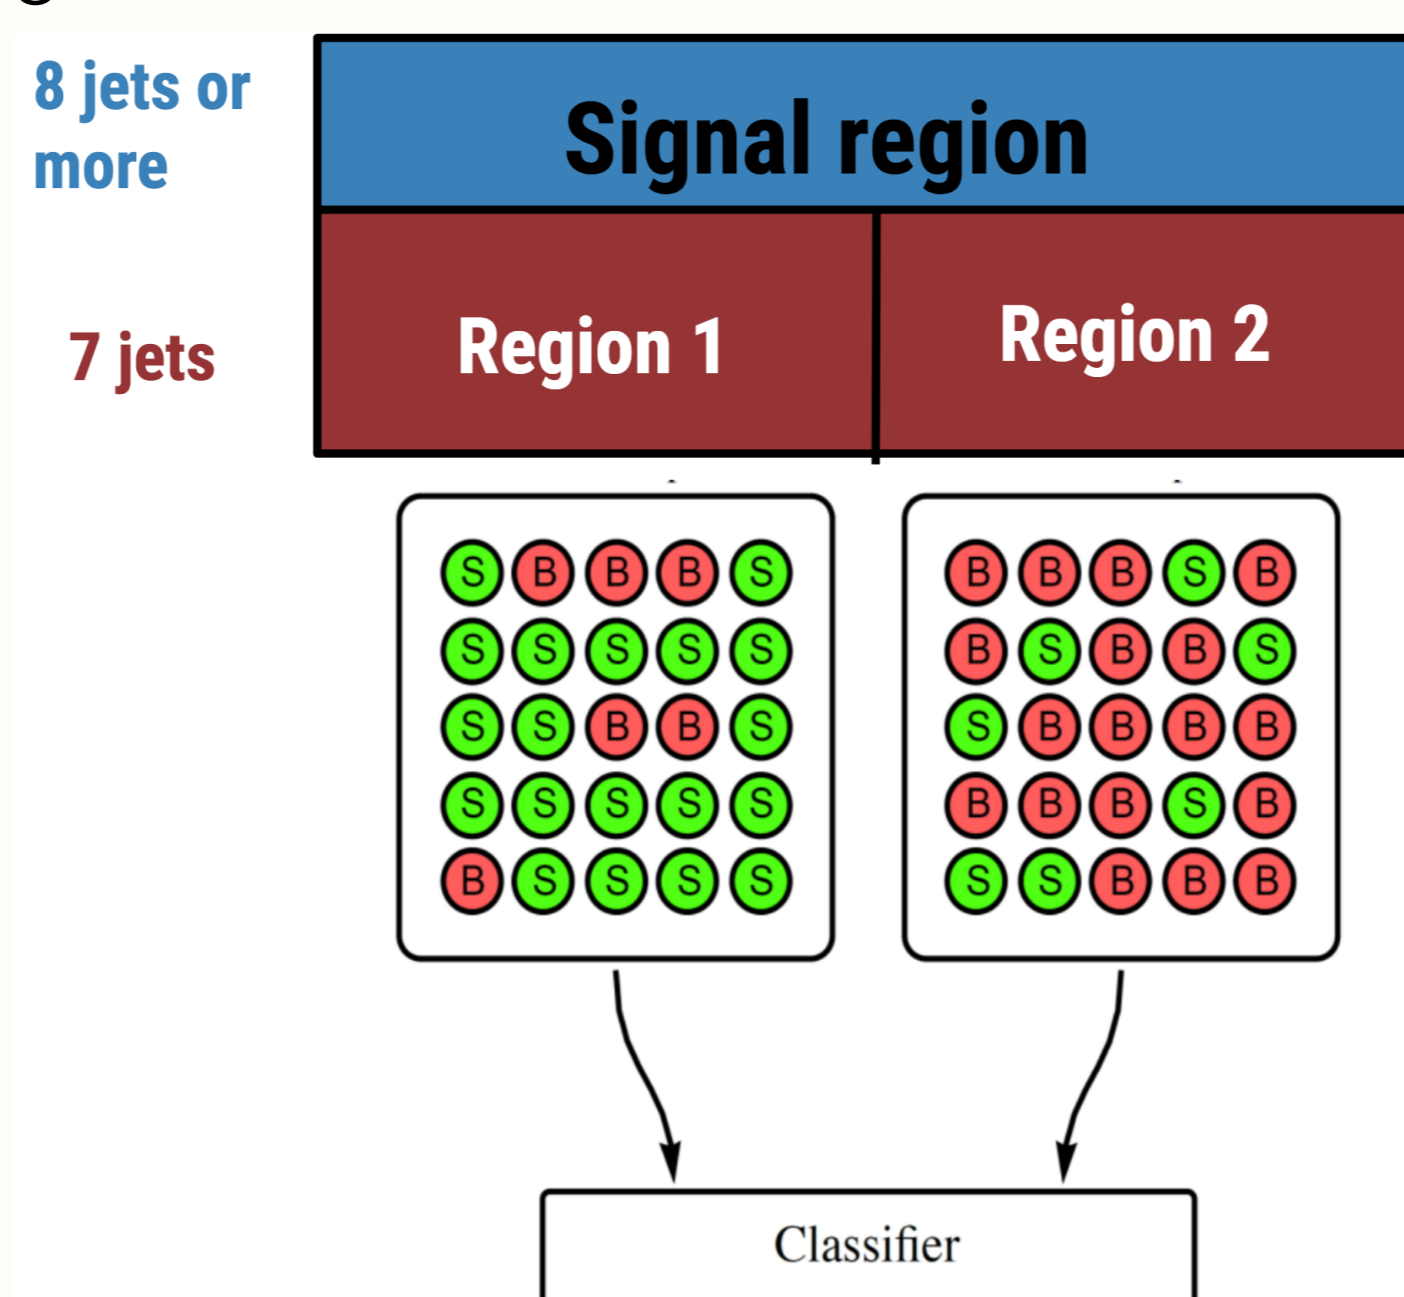 8 jets or
more
Signal region
7 jets
Region 1
Region 2
S B B B S
S S S S S
S S B B S
S S S S S
B S S S S
B B B S B
B S B B S
S B B B B
B B B S B
S S B B B
Classifier